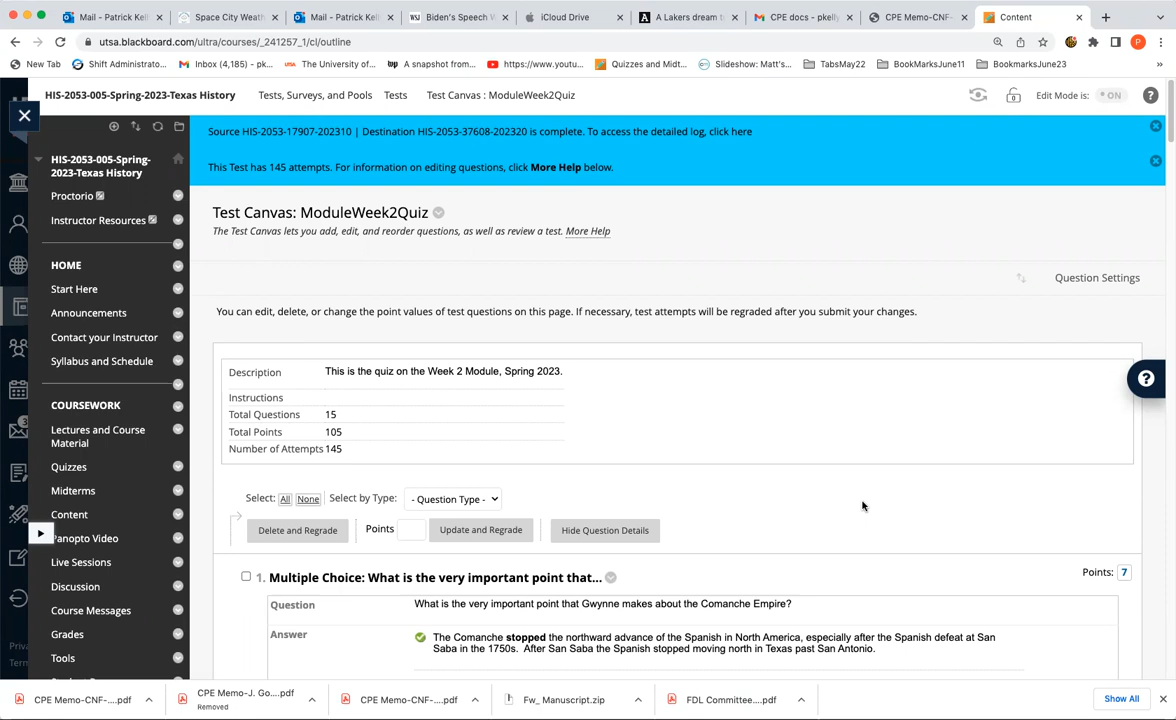 Mail - Patrick Kell
Space City Weath
Mail - Patrick Kell
WSJ Biden's Speech W
iCloud Drive
A Lakers dream t
CPE docs - pkelly
CPE Memo-CNF-
Content
utsa.blackboard.com/ultra/courses/_241257_1/cl/outline
New Tab
Shift Administrato...
Inbox (4,185) - pk...
The University of...
wp A snapshot from...
https://www.youtu...
Quizzes and Midt...
Slideshow: Matt's...
TabsMay22
BookMarksJune11
BookmarksJune23
»
HIS-2053-005-Spring-2023-Texas History
Tests, Surveys, and Pools
Tests
Test Canvas : ModuleWeek2Quiz
Edit Mode is:
ON
?
HIS-2053-005-Spring-
2023-Texas History
Proctorio
Instructor Resources
HOME
Start Here
Announcements
Contact your Instructor
Syllabus and Schedule
COURSEWORK
Lectures and Course
Material
Quizzes
Midterms
Content
Panopto Video
Live Sessions
Discussion
Course Messages
Grades
Tools
Priva
Term
Source HIS-2053-17907-202310 | Destination HIS-2053-37608-202320 is complete. To access the detailed log, click here
This Test has 145 attempts. For information on editing questions, click More Help below.
Test Canvas: ModuleWeek2Quiz
The Test Canvas lets you add, edit, and reorder questions, as well as review a test. More Help
Question Settings
You can edit, delete, or change the point values of test questions on this page. If necessary, test attempts will be regraded after you submit your changes.
Description This is the quiz on the Week 2 Module, Spring 2023.
Instructions
Total Questions 15
Total Points 105
Number of Attempts 145
Select: All None Select by Type: - Question Type -
Delete and Regrade Points Update and Regrade Hide Question Details
1. Multiple Choice: What is the very important point that...
Points: 7
Question What is the very important point that Gwynne makes about the Comanche Empire?
Answer The Comanche stopped the northward advance of the Spanish in North America, especially after the Spanish defeat at San
Saba in the 1750s. After San Saba the Spanish stopped moving north in Texas past San Antonio.
CPE Memo-CNF-....pdf
CPE Memo-J. Go....pdf
Removed
CPE Memo-CNF-....pdf
Fw_ Manuscript.zip
FDL Committee....pdf
Show All